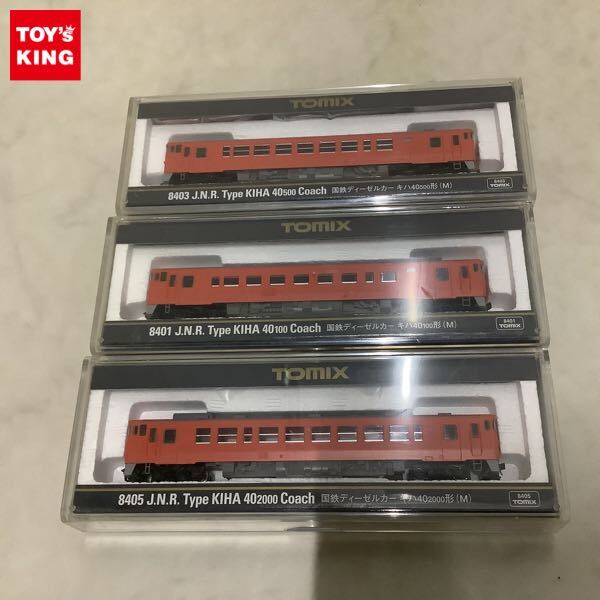 TOY's
KING
TOMIX
8403 J.N.R. Type KIHA 40500 Coach 国鉄ディーゼルカー キハ40500形(M)
8403
TOMIX
TOMIX
8401 J.N.R. Type KIHA 40100 Coach 国鉄ディーゼルカー キハ40100形(M)
8401
TOMIX
TOMIX
8405 J.N.R. Type KIHA 402000 Coach 国鉄ディーゼルカー キハ402000形(M)
8405
TOMIX